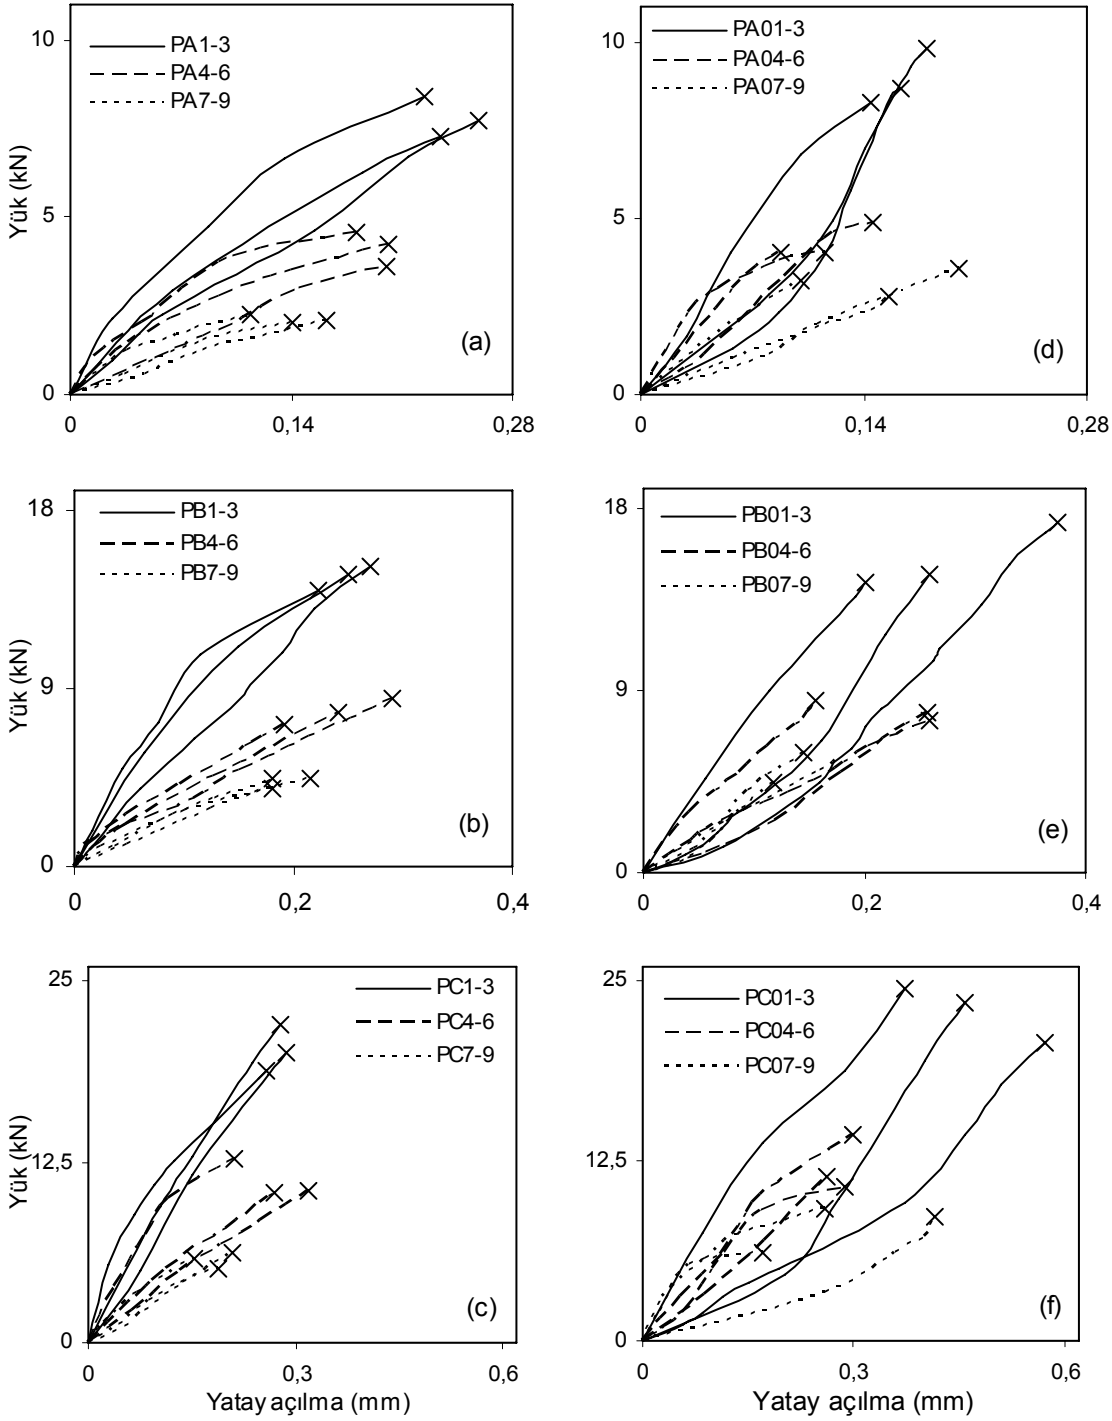 10
PA1-3
PA4-6
PA7-9
5
0
Yük (kN)
(a)
0
0,14
0,28
10
PA01-3
PA04-6
PA07-9
5
0
(d)
0
0,14
0,28
18
PB1-3
PB4-6
PB7-9
9
0
Yük (kN)
(b)
0
0,2
0,4
18
PB01-3
PB04-6
PB07-9
9
0
(e)
0
0,2
0,4
25
PC1-3
PC4-6
PC7-9
12,5
0
Yük (kN)
(c)
0
0,3
0,6
Yatay açılma (mm)
25
PC01-3
PC04-6
PC07-9
12,5
0
(f)
0
0,3
0,6
Yatay açılma (mm)